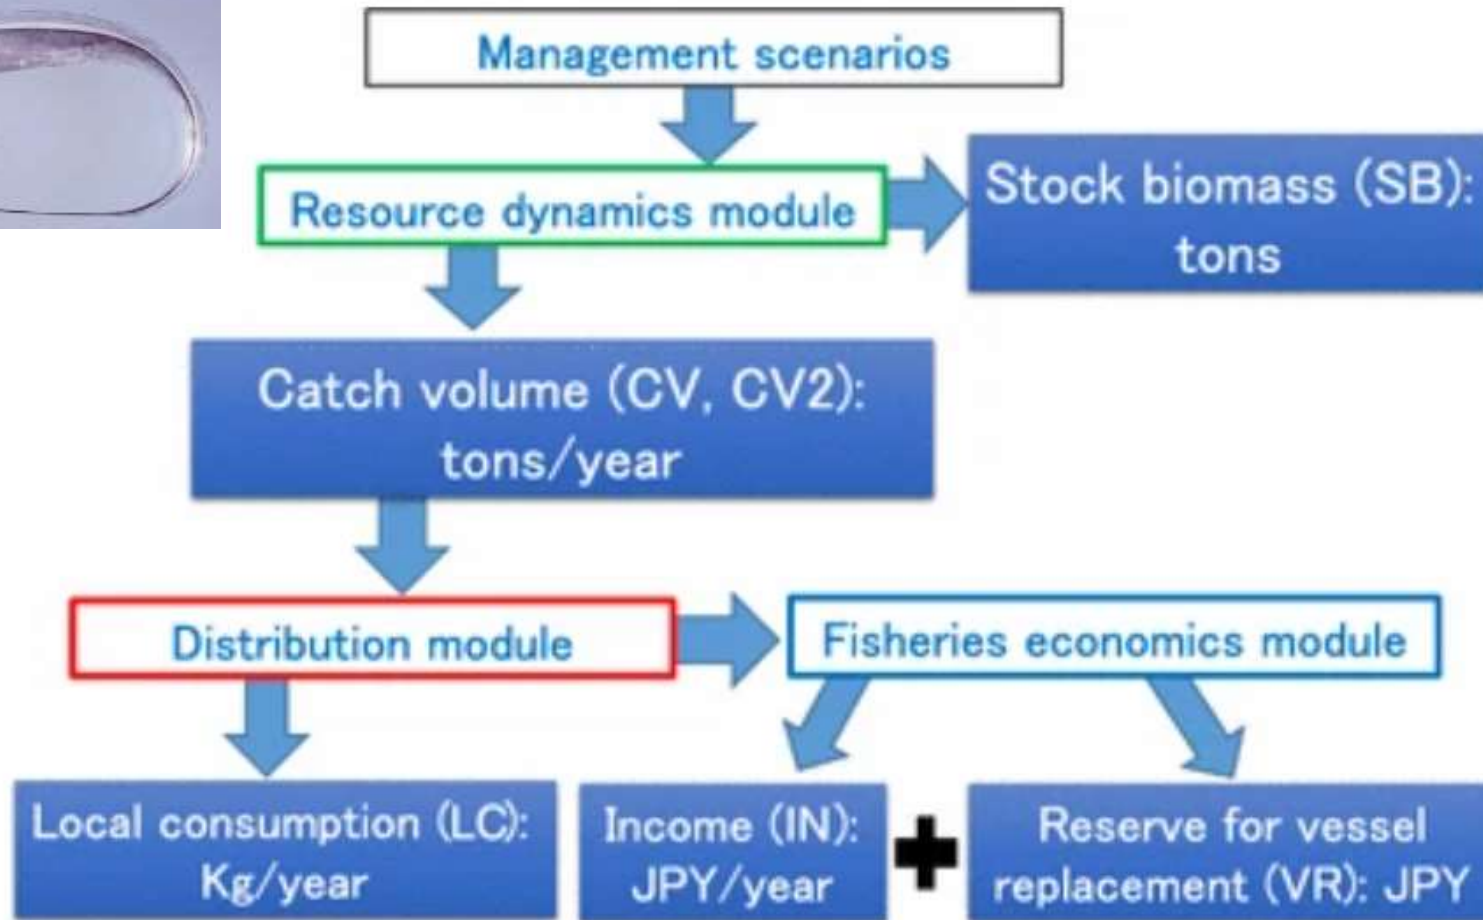 Management scenarios
Resource dynamics module
Stock biomass (SB):
tons
Catch volume (CV, CV2):
tons/year
Distribution module
Fisheries economics module
Local consumption (LC):
Kg/year
Income (IN):
JPY/year
Reserve for vessel
replacement (VR): JPY